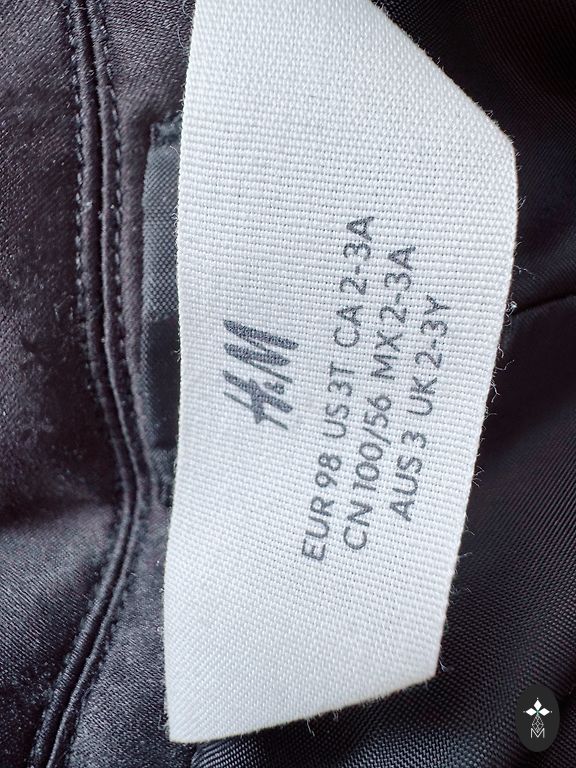 H&M
EUR 98 US 3T CA 2-3A
CN 100/56 MX 2-3A
AUS 3 UK 2-3Y
M